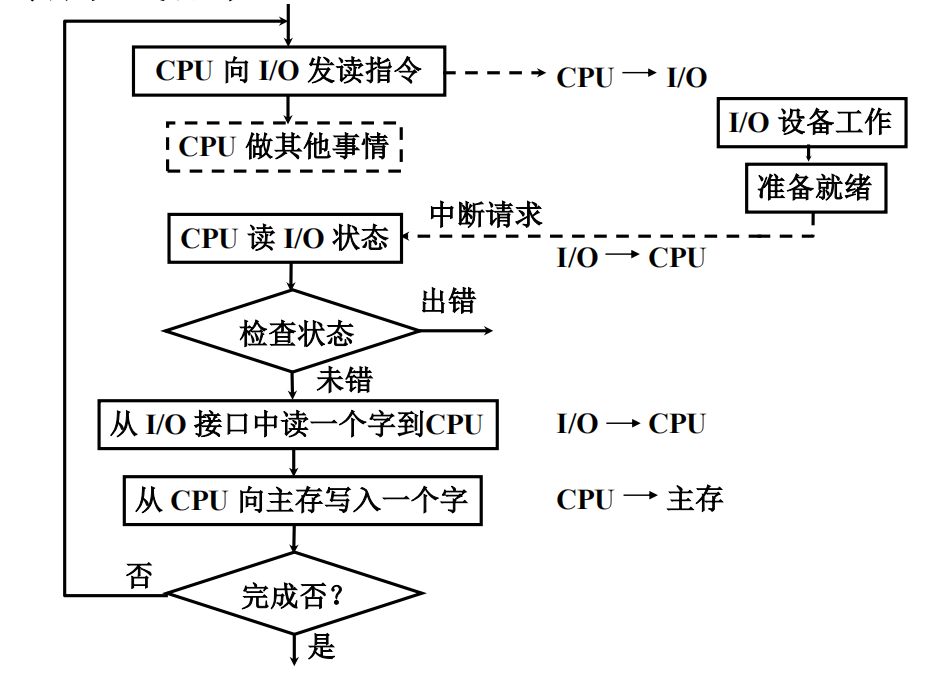 CPU 向 I/O 发读指令
CPU → I/O
I/O 设备工作
CPU 做其他事情
准备就绪
中断请求
CPU 读 I/O 状态
I/O → CPU
出错
检查状态
未错
从 I/O 接口中读一个字到CPU
I/O → CPU
从 CPU 向主存写入一个字
CPU → 主存
否
完成否？
是